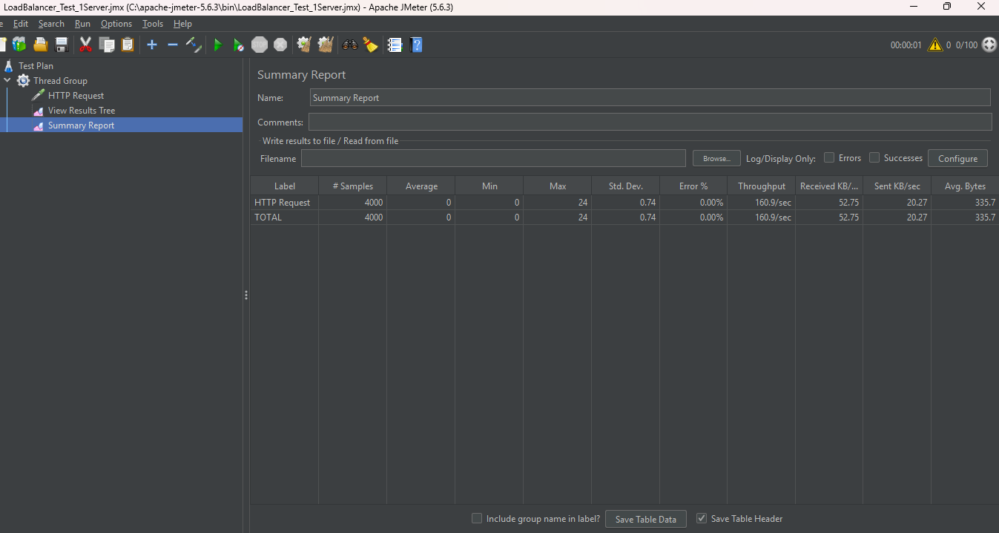 LoadBalancer_Test_1Server.jmx (C:\apache-jmeter-5.6.3\bin\LoadBalancer_Test_1Server.jmx) - Apache JMeter (5.6.3)
e Edit Search Run Options Tools Help
STOP 00:00:01 0 0/100
Test Plan
Thread Group
HTTP Request
View Results Tree
Summary Report
Summary Report
Name: Summary Report
Comments:
Write results to file / Read from file
Filename Browse... Log/Display Only: Errors Successes Configure
Label # Samples Average Min Max Std. Dev. Error % Throughput Received KB/... Sent KB/sec Avg. Bytes
HTTP Request 4000 0 0 24 0.74 0.00% 160.9/sec 52.75 20.27 335.7
TOTAL 4000 0 0 24 0.74 0.00% 160.9/sec 52.75 20.27 335.7
Include group name in label? Save Table Data Save Table Header